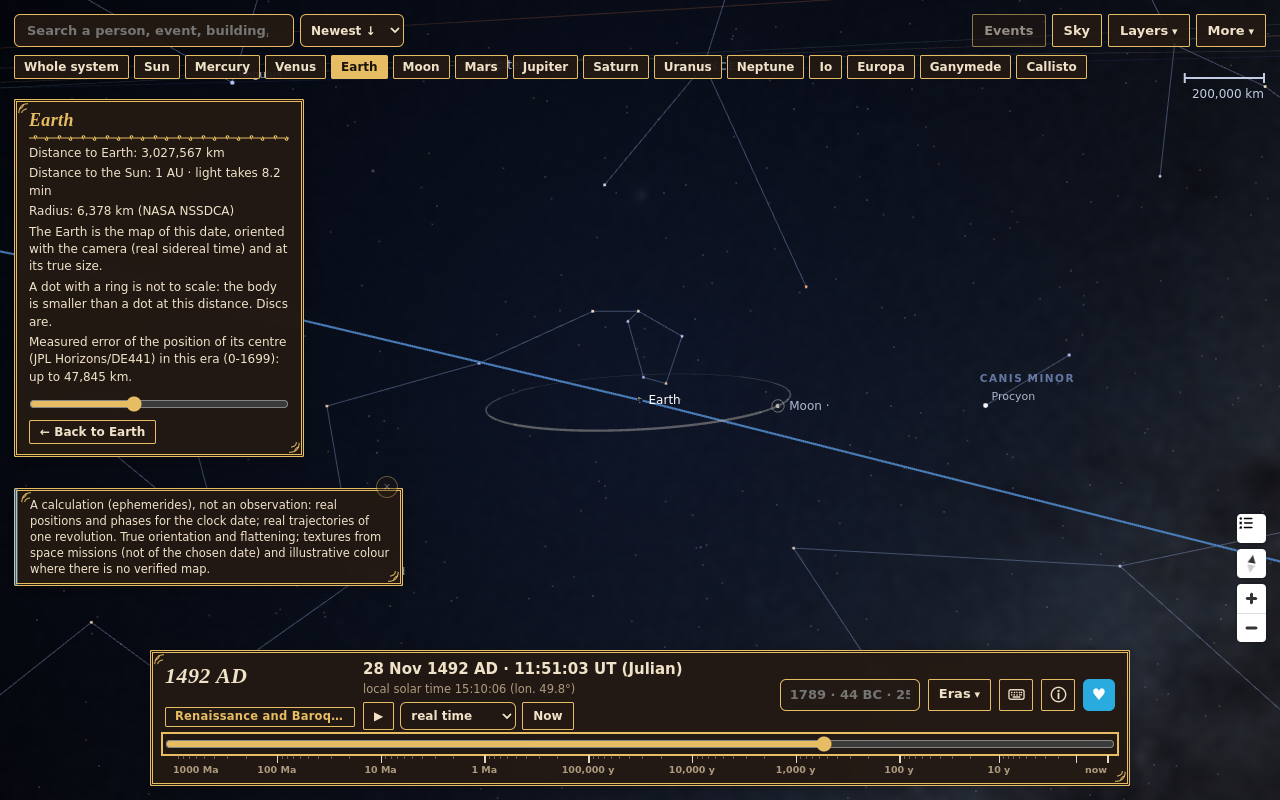 Search a person, event, building,
Newest ↓
Events
Sky
Layers ▾
More ▾
Whole system
Sun
Mercury
Venus
Earth
Moon
Mars
Jupiter
Saturn
Uranus
Neptune
Io
Europa
Ganymede
Callisto
200,000 km
Earth
Distance to Earth: 3,027,567 km
Distance to the Sun: 1 AU · light takes 8.2
min
Radius: 6,378 km (NASA NSSDCA)
The Earth is the map of this date, oriented
with the camera (real sidereal time) and at
its true size.
A dot with a ring is not to scale: the body
is smaller than a dot at this distance. Discs
are.
Measured error of the position of its centre
(JPL Horizons/DE441) in this era (0-1699):
up to 47,845 km.
← Back to Earth
Earth
Moon ·
CANIS MINOR
Procyon
×
A calculation (ephemerides), not an observation: real
positions and phases for the clock date; real trajectories of
one revolution. True orientation and flattening; textures from
space missions (not of the chosen date) and illustrative colour
where there is no verified map.
1492 AD
28 Nov 1492 AD · 11:51:03 UT (Julian)
local solar time 15:10:06 (lon. 49.8°)
Renaissance and Baroq...
▶
real time
Now
1789 · 44 BC · 25
Eras ▾
1000 Ma
100 Ma
10 Ma
1 Ma
100,000 y
10,000 y
1,000 y
100 y
10 y
now